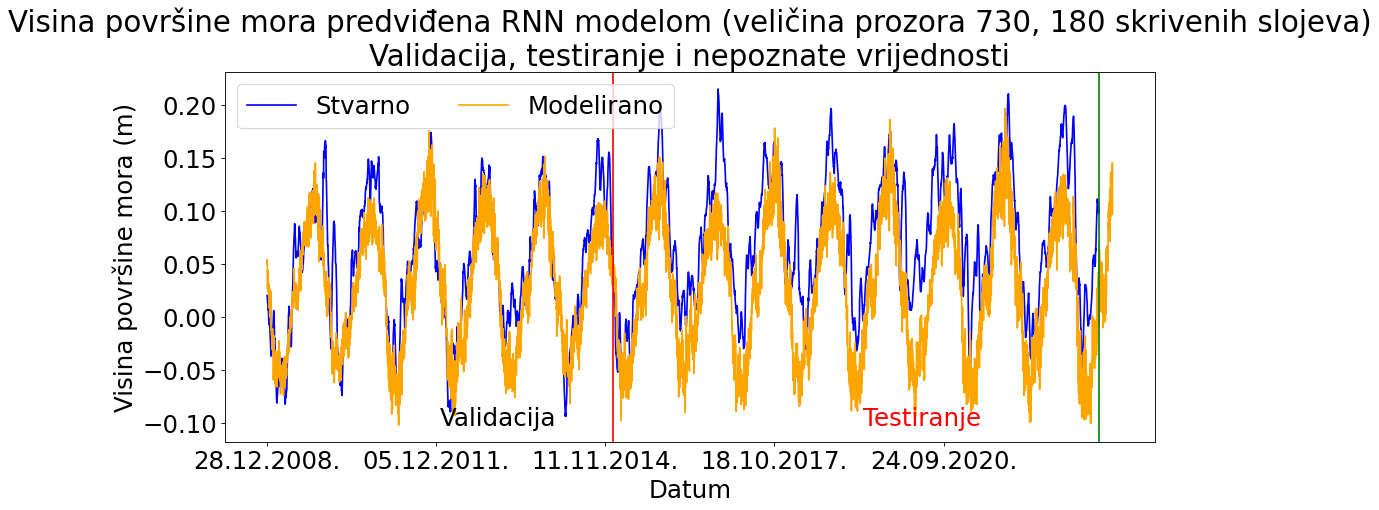 Visina površine mora predviđena RNN modelom (veličina prozora 730, 180 skrivenih slojeva)
Validacija, testiranje i nepoznate vrijednosti
Stvarno Modelirano
Visina površine mora (m)
0.20
0.15
0.10
0.05
0.00
−0.05
−0.10
Validacija Testiranje
28.12.2008. 05.12.2011. 11.11.2014. 18.10.2017. 24.09.2020.
Datum